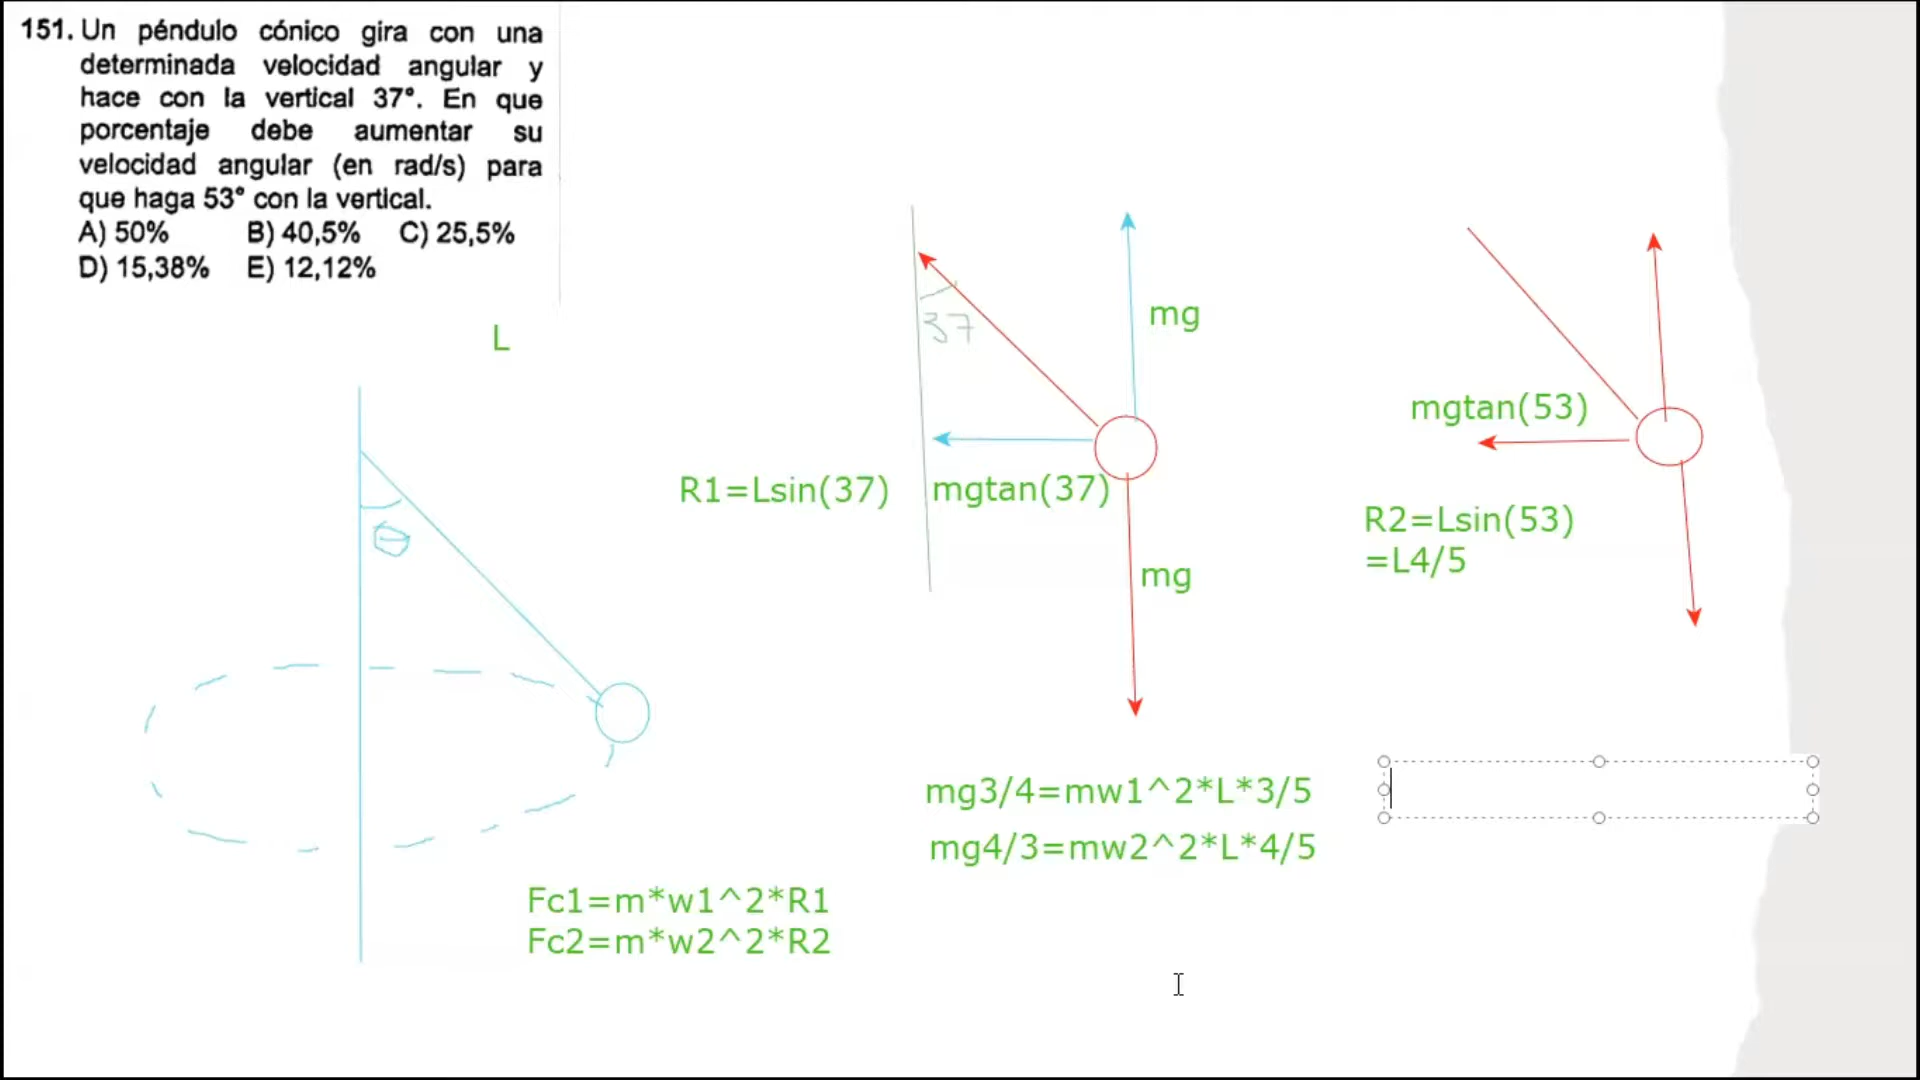 151. Un péndulo cónico gira con una
determinada velocidad angular y
hace con la vertical 37°. En que
porcentaje debe aumentar su
velocidad angular (en rad/s) para
que haga 53° con la vertical.
A) 50% B) 40,5% C) 25,5%
D) 15,38% E) 12,12%
L
θ
37
mg
R1=Lsin(37)
mgtan(37)
mg
mgtan(53)
R2=Lsin(53)
=L4/5
mg3/4=mw1^2*L*3/5
mg4/3=mw2^2*L*4/5
Fc1=m*w1^2*R1
Fc2=m*w2^2*R2